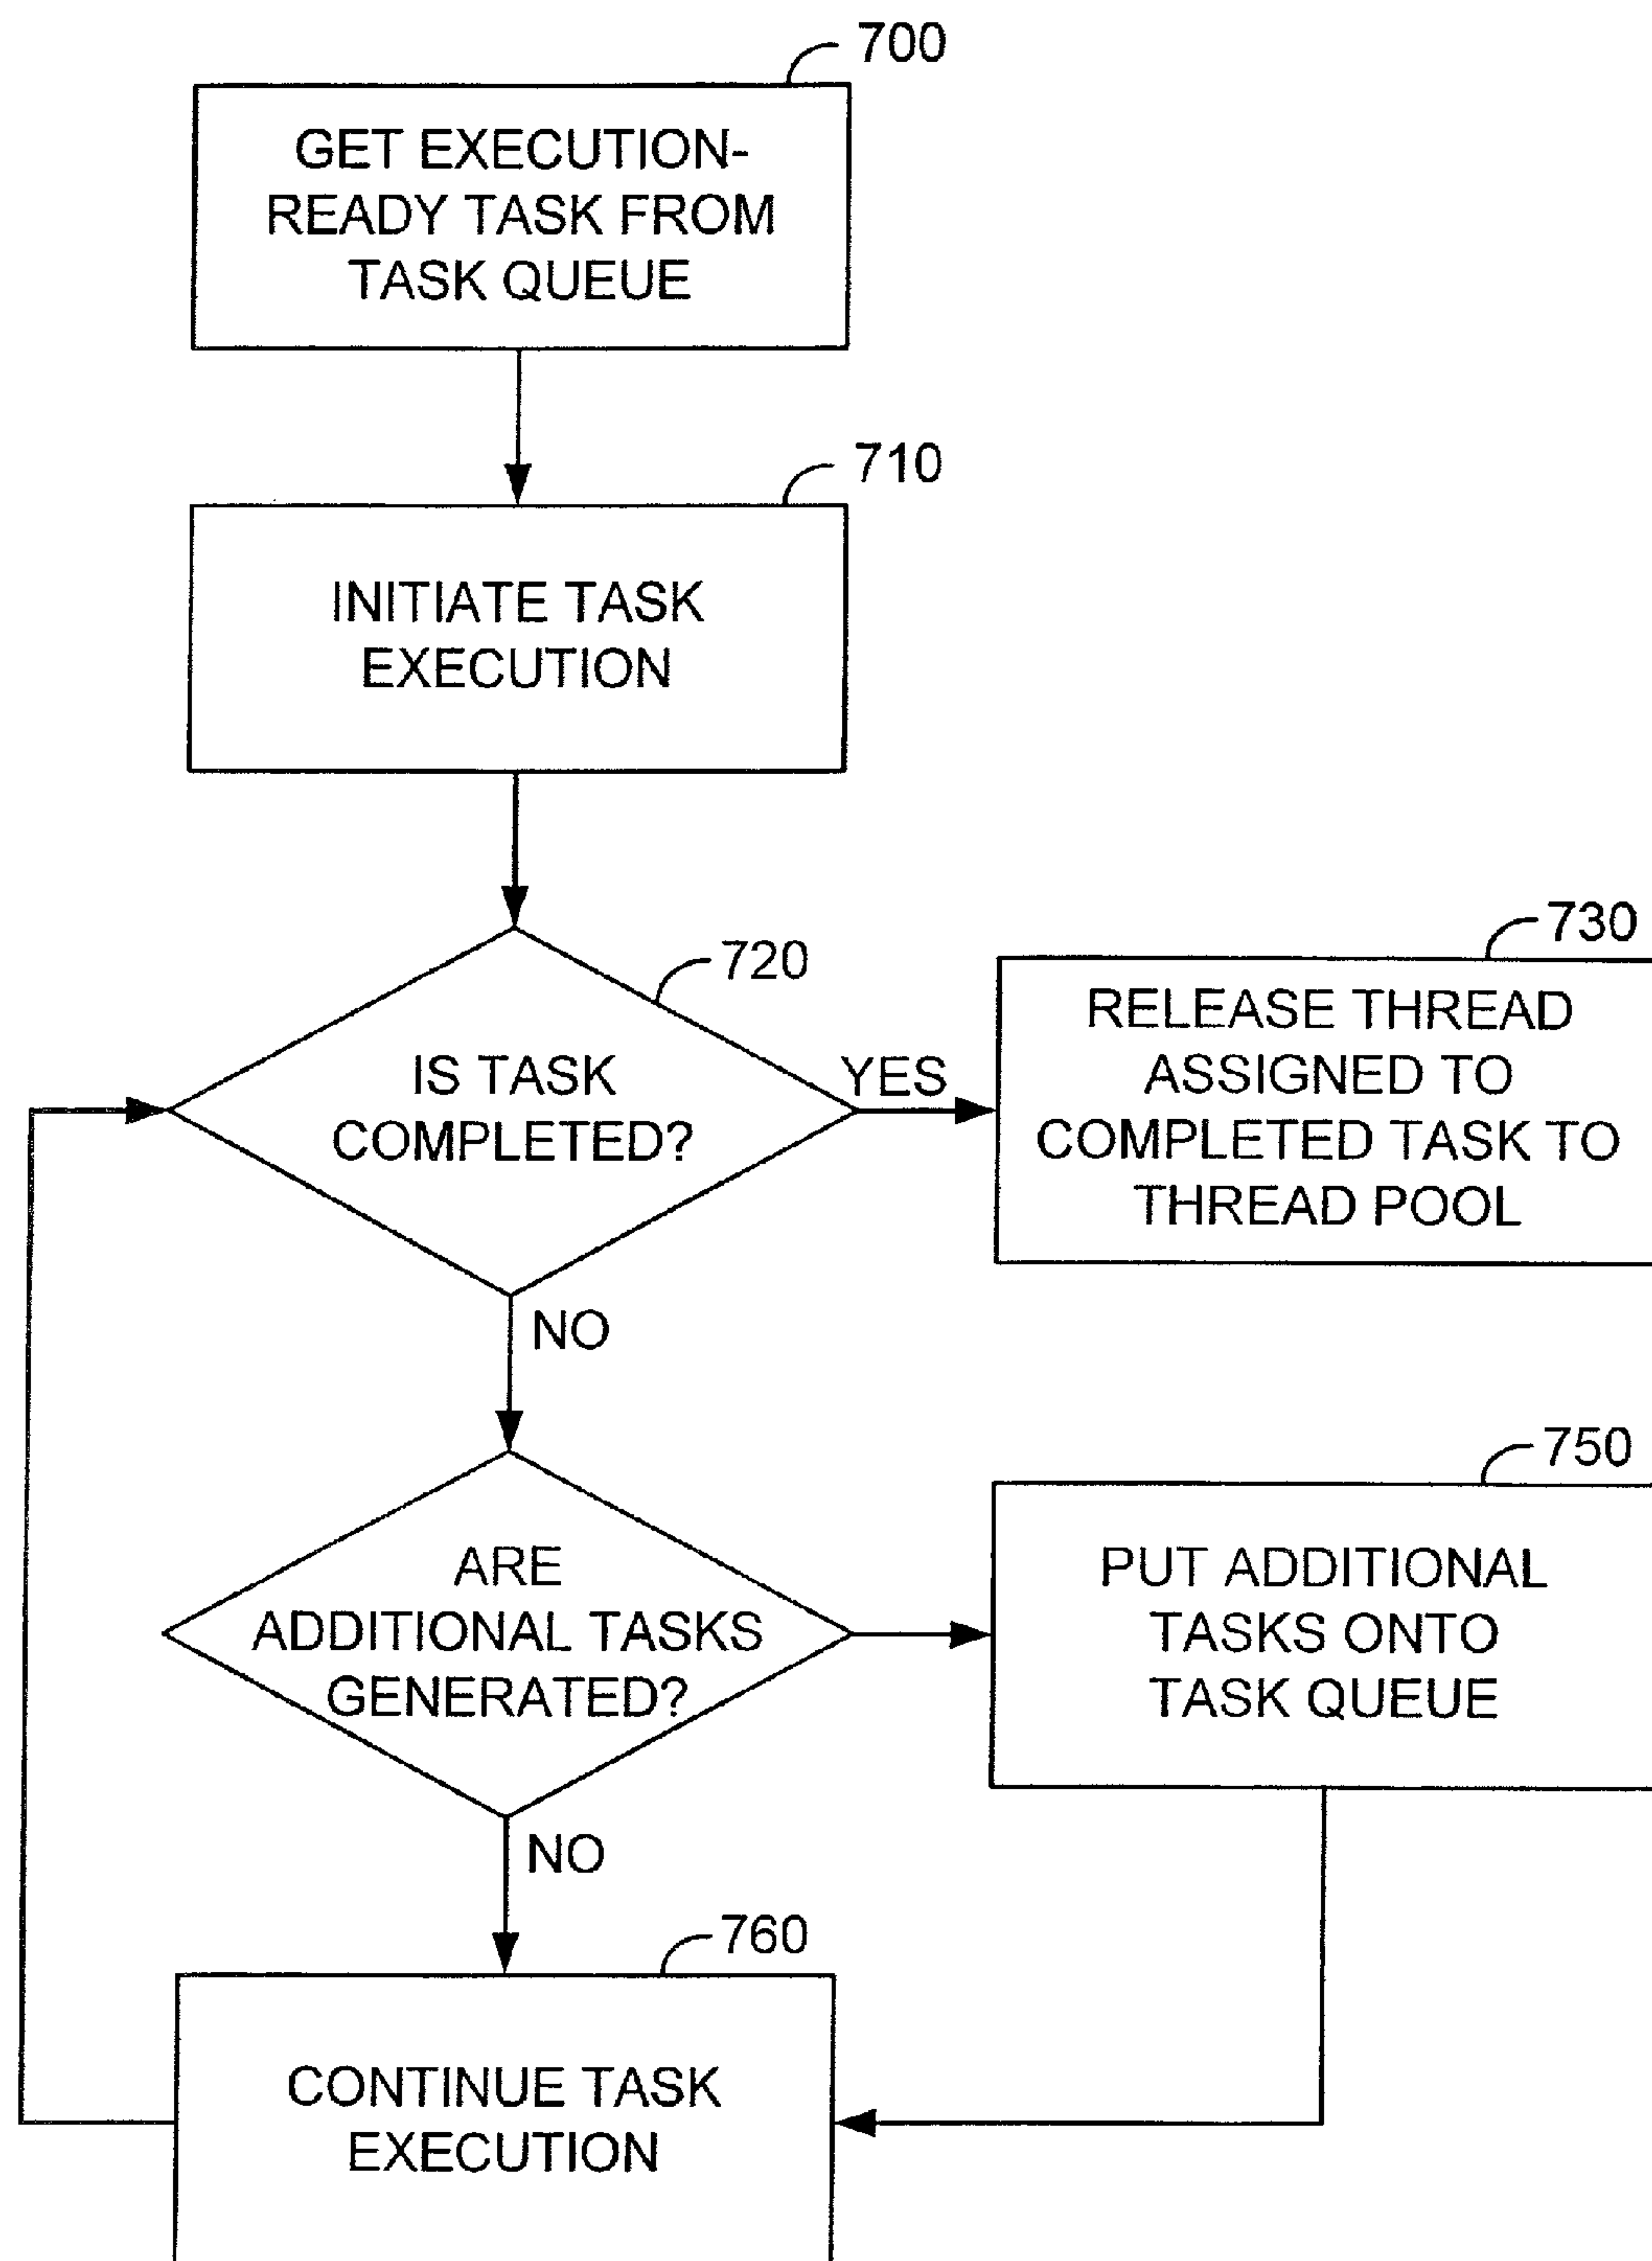 700
GET EXECUTION-
READY TASK FROM
TASK QUEUE
710
INITIATE TASK
EXECUTION
720
IS TASK
COMPLETED?
YES
730
RELEASE THREAD
ASSIGNED TO
COMPLETED TASK TO
THREAD POOL
NO
ARE
ADDITIONAL TASKS
GENERATED?
750
PUT ADDITIONAL
TASKS ONTO
TASK QUEUE
NO
760
CONTINUE TASK
EXECUTION